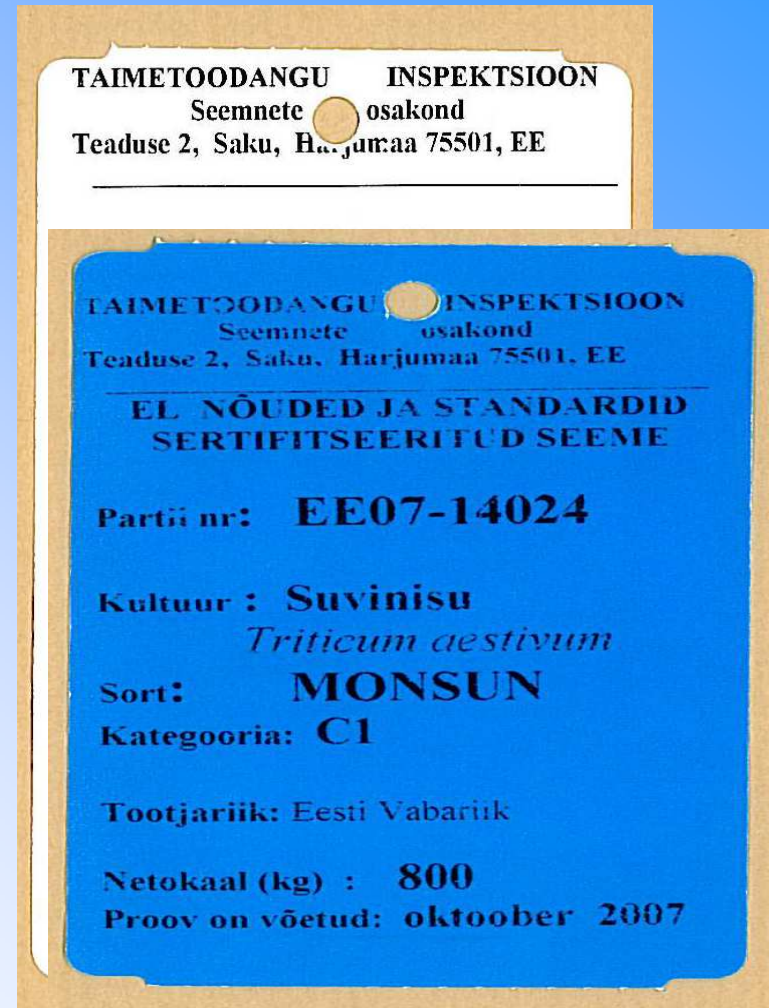 TAIMETOODANGU INSPEKTSIOON
Seemnete osakond
Teaduse 2, Saku, Harjumaa 75501, EE
TAIMETOODANGU INSPEKTSIOON
Seemnete osakond
Teaduse 2, Saku, Harjumaa 75501, EE
EL NÕUDED JA STANDARDID
SERTIFITSEERITUD SEEME
Partii nr: EE07-14024
Kultuur : Suvinisu
Triticum aestivum
Sort: MONSUN
Kategooria: C1
Tootjariik: Eesti Vabariik
Netokaal (kg) : 800
Proov on võetud: oktoober 2007